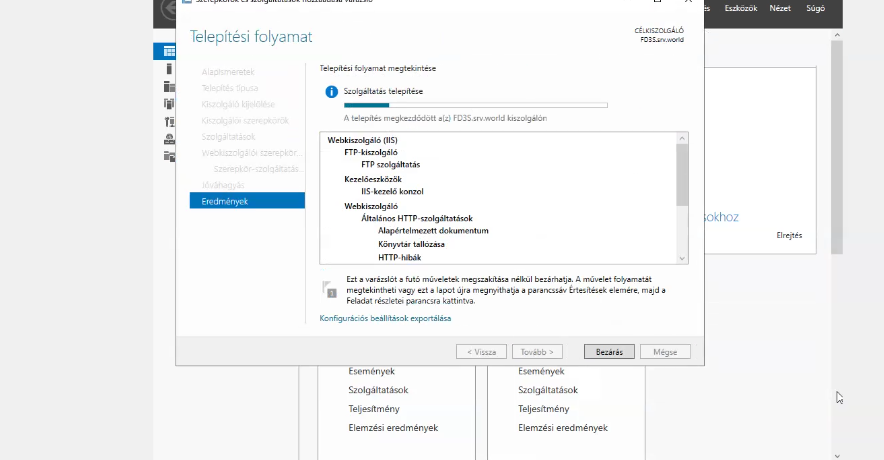 Szerepkörök és szolgáltatások hozzáadása varázsló
Eszközök Nézet Súgó
Telepítési folyamat
CÉLKISZOLGÁLÓ
FD3S.srv.world
Alapismeretek
Telepítés típusa
Kiszolgáló kijelölése
Kiszolgálói szerepkörök
Szolgáltatások
Webkiszolgálói szerepkör...
Szerepkör-szolgáltatás...
Jóváhagyás
Eredmények
Telepítési folyamat megtekintése
Szolgáltatás telepítése
A telepítés megkezdődött a(z) FD3S.srv.world kiszolgálón
Webkiszolgáló (IIS)
FTP-kiszolgáló
FTP szolgáltatás
Kezelőeszközök
IIS-kezelő konzol
Webkiszolgáló
Általános HTTP-szolgáltatások
Alapértelmezett dokumentum
Könyvtár tallózása
HTTP-hibák
Ezt a varázslót a futó műveletek megszakítása nélkül bezárhatja. A művelet folyamatát
megtekintheti vagy ezt a lapot újra megnyithatja a parancssáv Értesítések elemére, majd a
Feladat részletei parancsra kattintva.
Konfigurációs beállítások exportálása
< Vissza
Tovább >
Bezárás
Mégse
sokhoz
Elrejtés
Események
Szolgáltatások
Teljesítmény
Elemzési eredmények
Események
Szolgáltatások
Teljesítmény
Elemzési eredmények